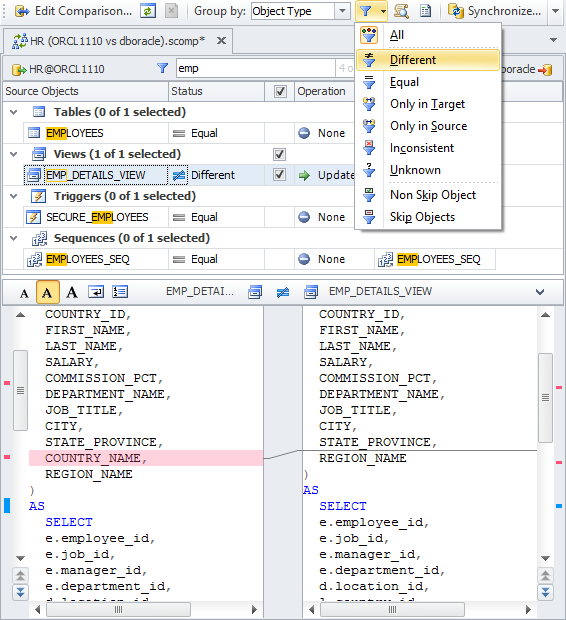 Edit Comparison... Group by: Object Type Synchronize...
HR (ORCL1110 vs dboracle).scomp*
All
HR@ORCL1110 emp 4 o
Different
oracle
Source Objects Status Operation
Equal
Tables (0 of 1 selected)
Only in Target
EMPLOYEES Equal None
Only in Source
Views (1 of 1 selected)
Inconsistent
EMP_DETAILS_VIEW Different Update
Unknown
Triggers (0 of 1 selected)
Non Skip Object
SECURE_EMPLOYEES Equal None
Skip Objects
Sequences (0 of 1 selected)
EMPLOYEES_SEQ Equal None EMPLOYEES_SEQ
A A A EMP_DETAI... EMP_DETAILS_VIEW
COUNTRY_ID, COUNTRY_ID,
FIRST_NAME, FIRST_NAME,
LAST_NAME, LAST_NAME,
SALARY, SALARY,
COMMISSION_PCT, COMMISSION_PCT,
DEPARTMENT_NAME, DEPARTMENT_NAME,
JOB_TITLE, JOB_TITLE,
CITY, CITY,
STATE_PROVINCE, STATE_PROVINCE,
COUNTRY_NAME, REGION_NAME
REGION_NAME )
) AS
AS SELECT
SELECT e.employee_id,
e.employee_id, e.job_id,
e.job_id, e.manager_id,
e.manager_id, e.department_id,
e.department_id, d.location_id,
d.location_id, l.country_id,